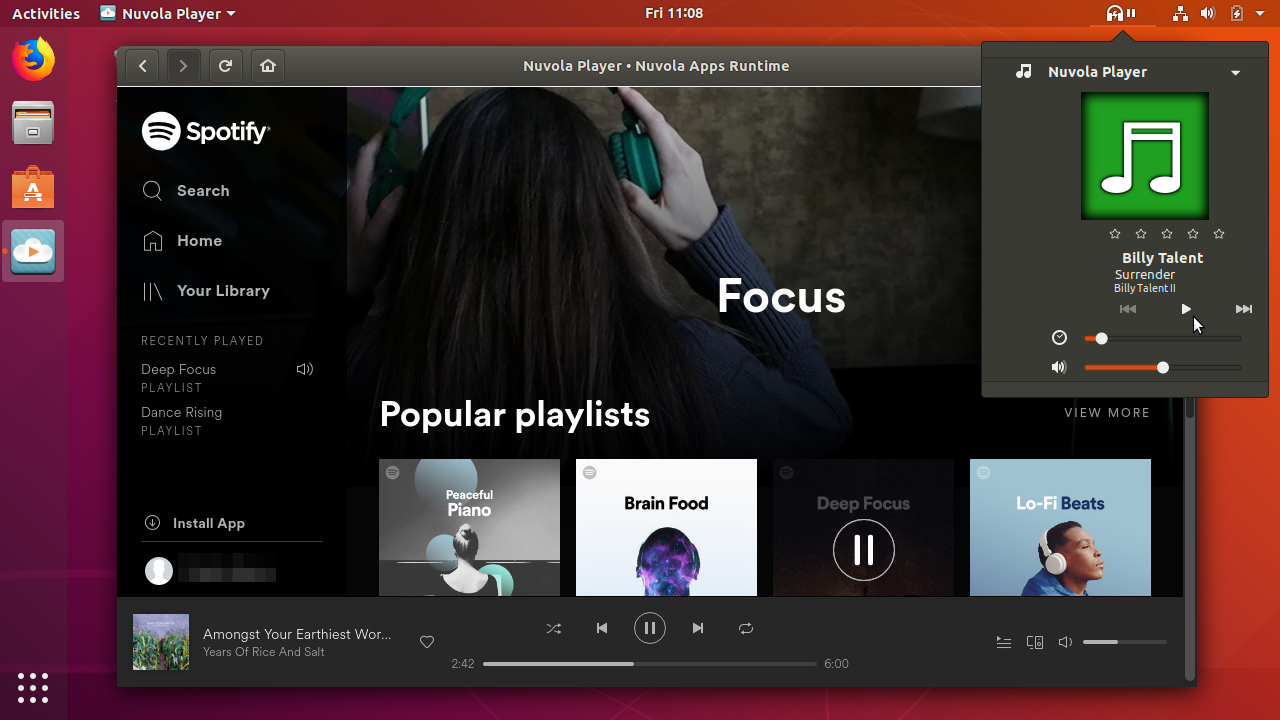 Activities
Nuvola Player
Fri 11:08
Nuvola Player • Nuvola Apps Runtime
Spotify®
Search
Home
Your Library
RECENTLY PLAYED
Deep Focus
PLAYLIST
Dance Rising
PLAYLIST
Install App
Focus
Popular playlists
VIEW MORE
Peaceful
Piano
Brain Food
Deep Focus
Lo-Fi Beats
Nuvola Player
Billy Talent
Surrender
Billy Talent II
Amongst Your Earthiest Wor...
Years Of Rice And Salt
2:42
6:00